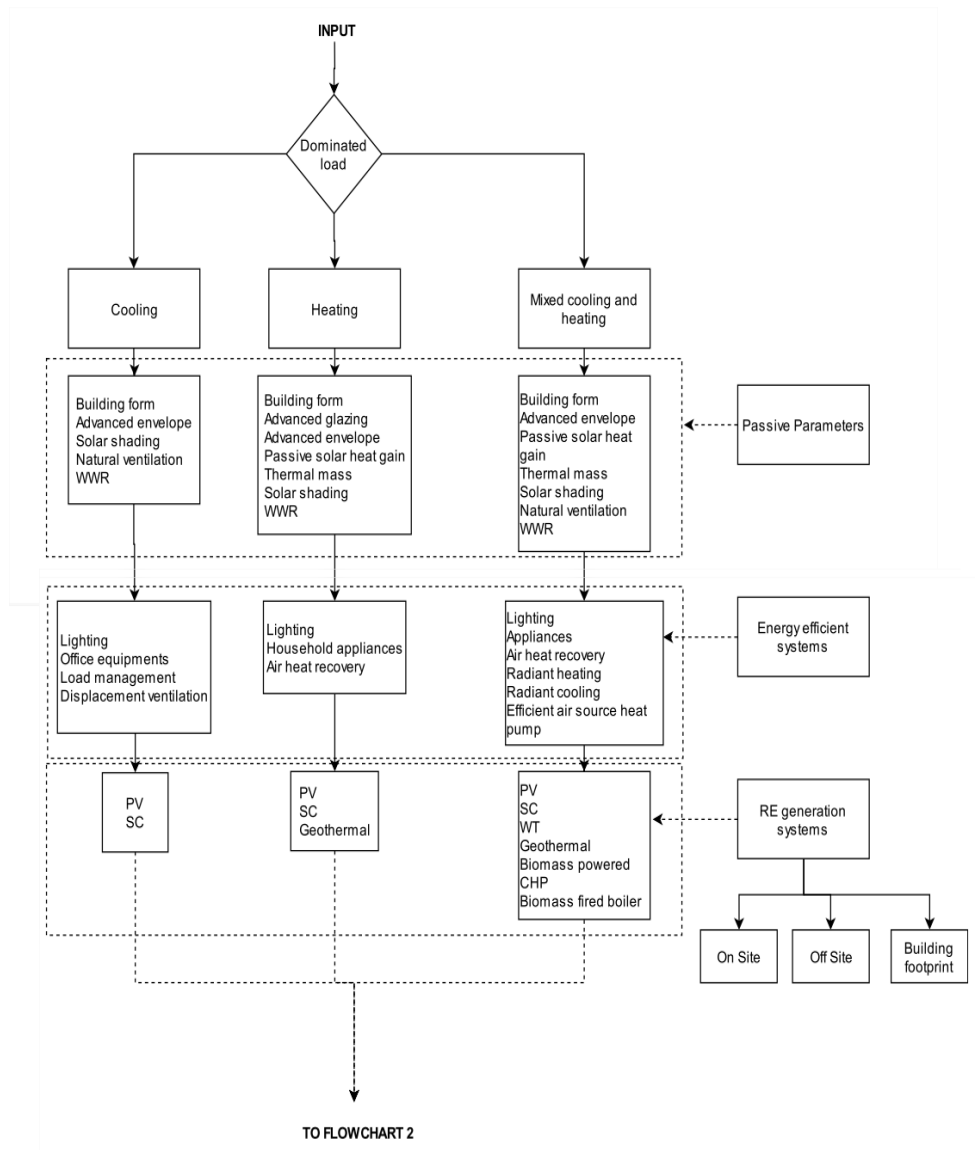 INPUT
Dominated
load
Cooling
Heating
Mixed cooling and
heating
Building form
Advanced envelope
Solar shading
Natural ventilation
WWR
Building form
Advanced glazing
Advanced envelope
Passive solar heat gain
Thermal mass
Solar shading
WWR
Building form
Advanced envelope
Passive solar heat
gain
Thermal mass
Solar shading
Natural ventilation
WWR
Passive Parameters
Lighting
Office equipments
Load management
Displacement ventilation
Lighting
Household appliances
Air heat recovery
Lighting
Appliances
Air heat recovery
Radiant heating
Radiant cooling
Efficient air source heat
pump
Energy efficient
systems
PV
SC
PV
SC
Geothermal
PV
SC
WT
Geothermal
Biomass powered
CHP
Biomass fired boiler
RE generation
systems
On Site
Off Site
Building
footprint
TO FLOWCHART 2